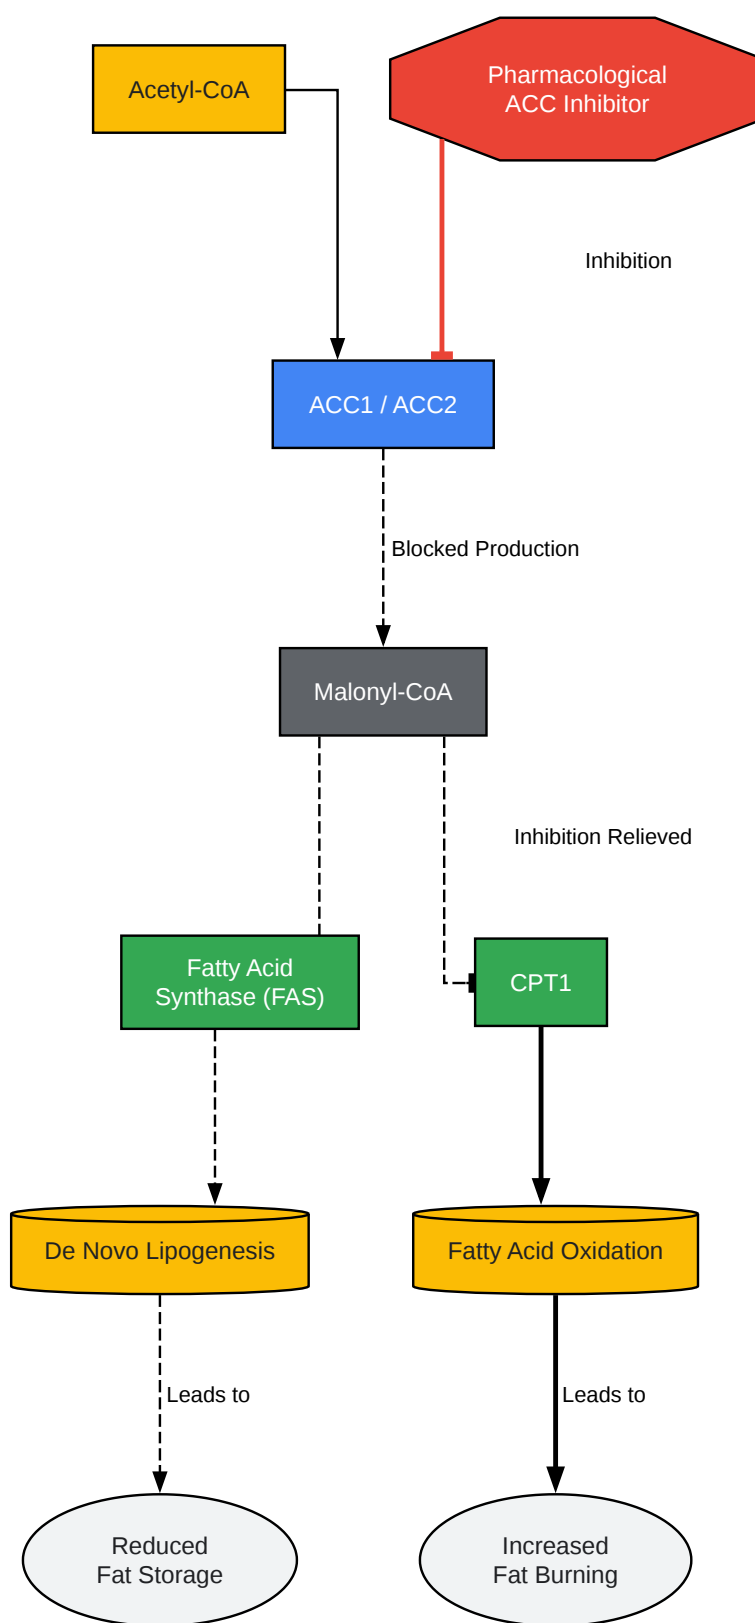 Acetyl-CoA
Pharmacological
ACC Inhibitor
Inhibition
ACC1 / ACC2
Blocked Production
Malonyl-CoA
Inhibition Relieved
Fatty Acid
Synthase (FAS)
CPT1
De Novo Lipogenesis
Fatty Acid Oxidation
Leads to
Leads to
Reduced
Fat Storage
Increased
Fat Burning